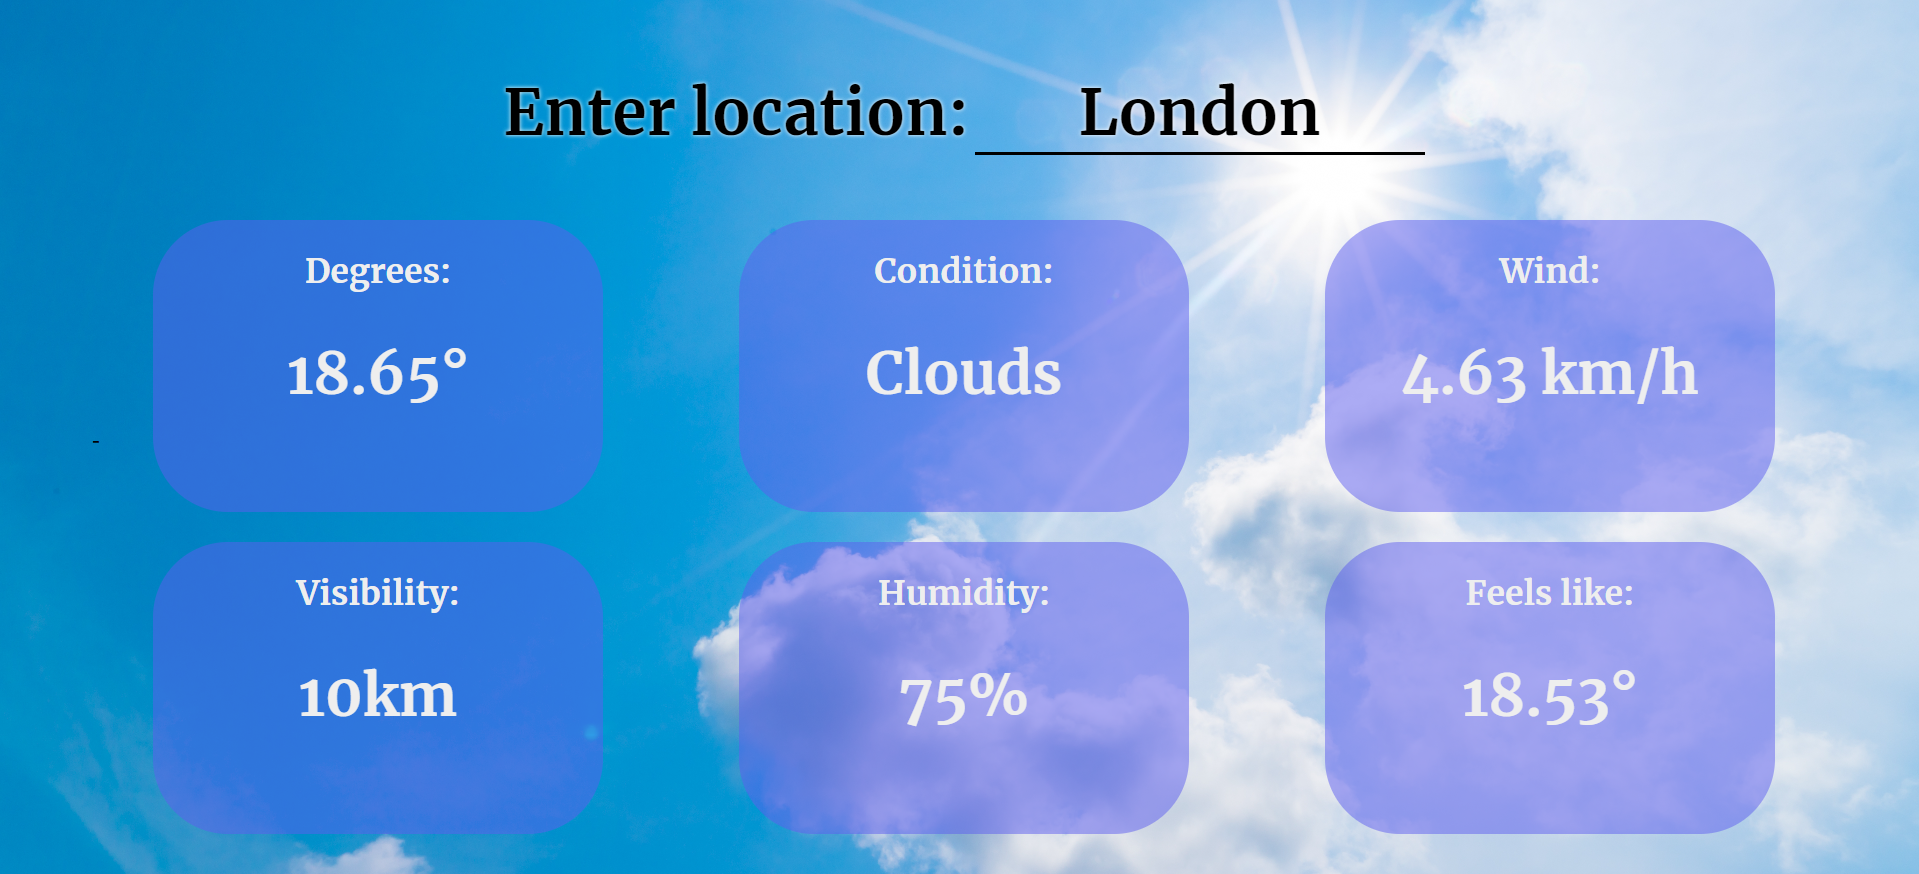 Enter location: London
Degrees:
18.65°
Condition:
Clouds
Wind:
4.63 km/h
-
Visibility:
10km
Humidity:
75%
Feels like:
18.53°